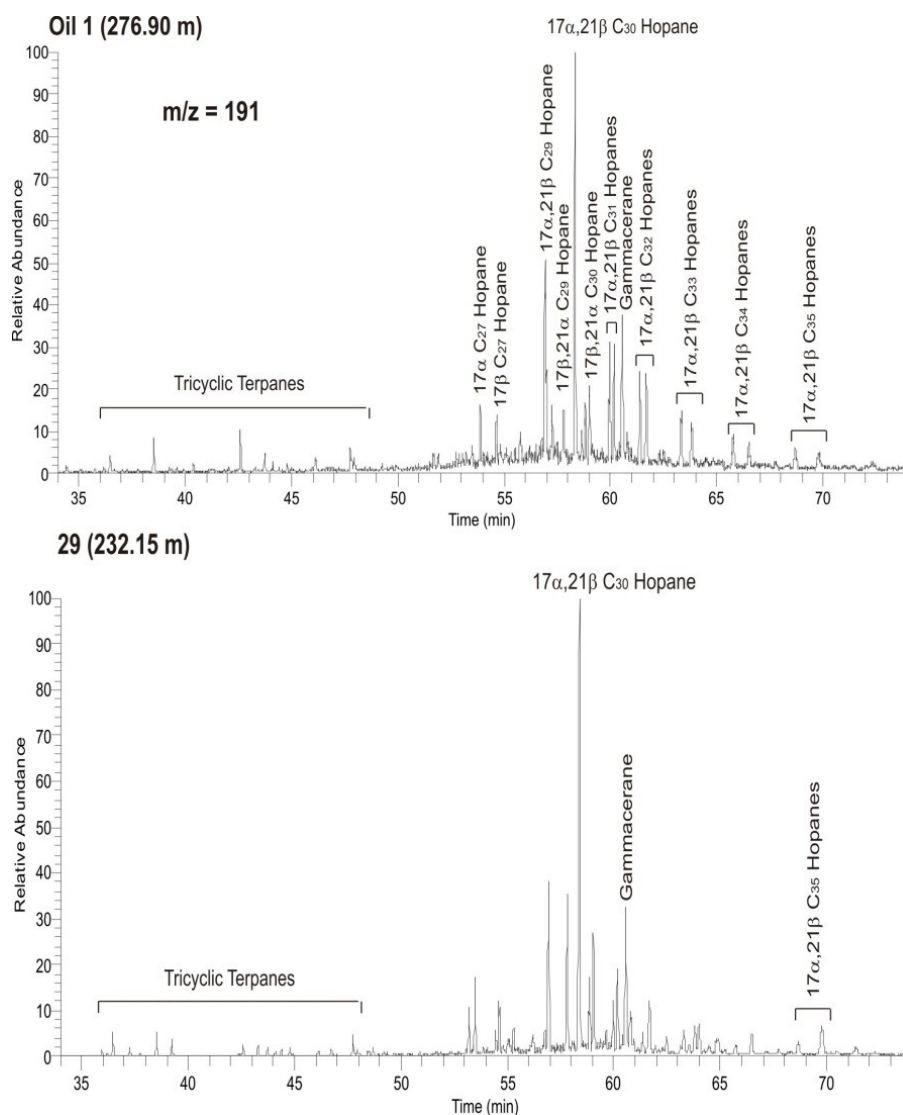 Oil 1 (276.90 m)
17α,21β C30 Hopane
m/z = 191
Relative Abundance
100
90
80
70
60
50
40
30
20
10
0
Tricyclic Terpanes
17α C27 Hopane
17β C27 Hopane
17α,21β C29 Hopane
17β,21α C29 Hopane
17β,21α C30 Hopane
17α,21β C31 Hopanes
Gammacerane
17α,21β C32 Hopanes
17α,21β C33 Hopanes
17α,21β C34 Hopanes
17α,21β C35 Hopanes
35 40 45 50 55 60 65 70
Time (min)
29 (232.15 m)
17α,21β C30 Hopane
Relative Abundance
100
90
80
70
60
50
40
30
20
10
0
Tricyclic Terpanes
Gammacerane
17α,21β C35 Hopanes
35 40 45 50 55 60 65 70
Time (min)